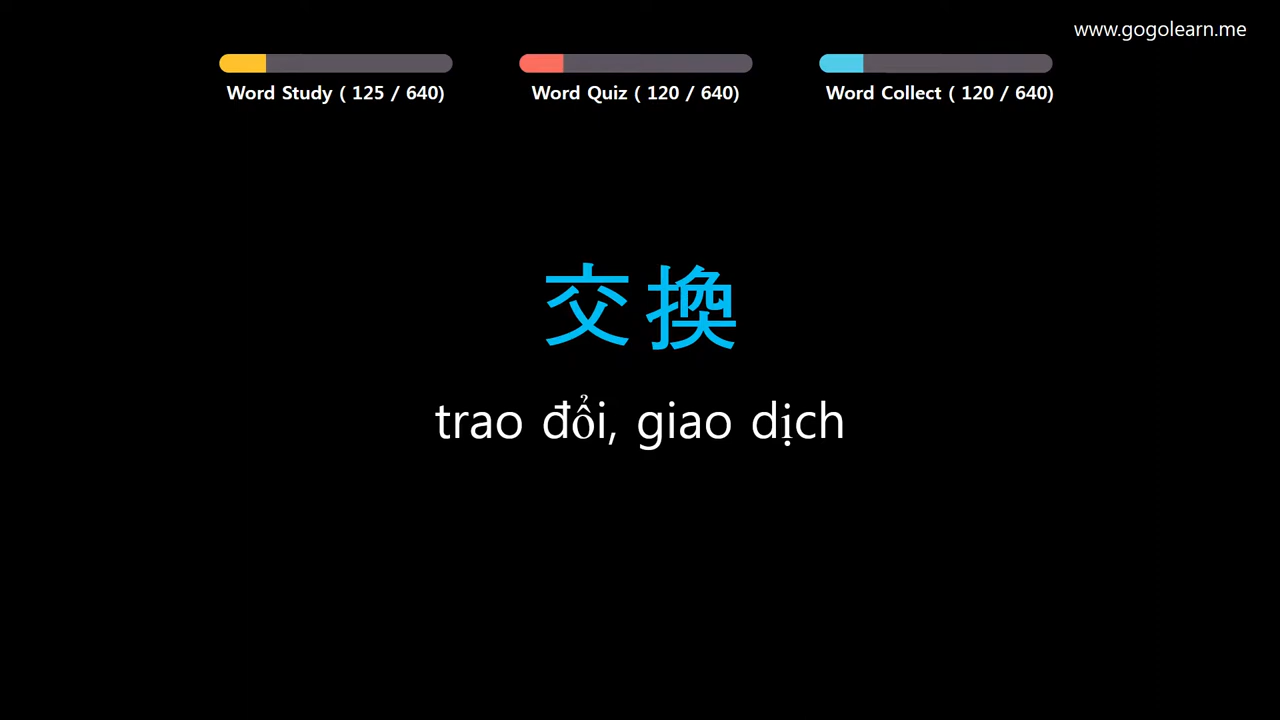 www.gogolearn.me
Word Study ( 125 / 640)
Word Quiz ( 120 / 640)
Word Collect ( 120 / 640)
交換
trao đổi, giao dịch